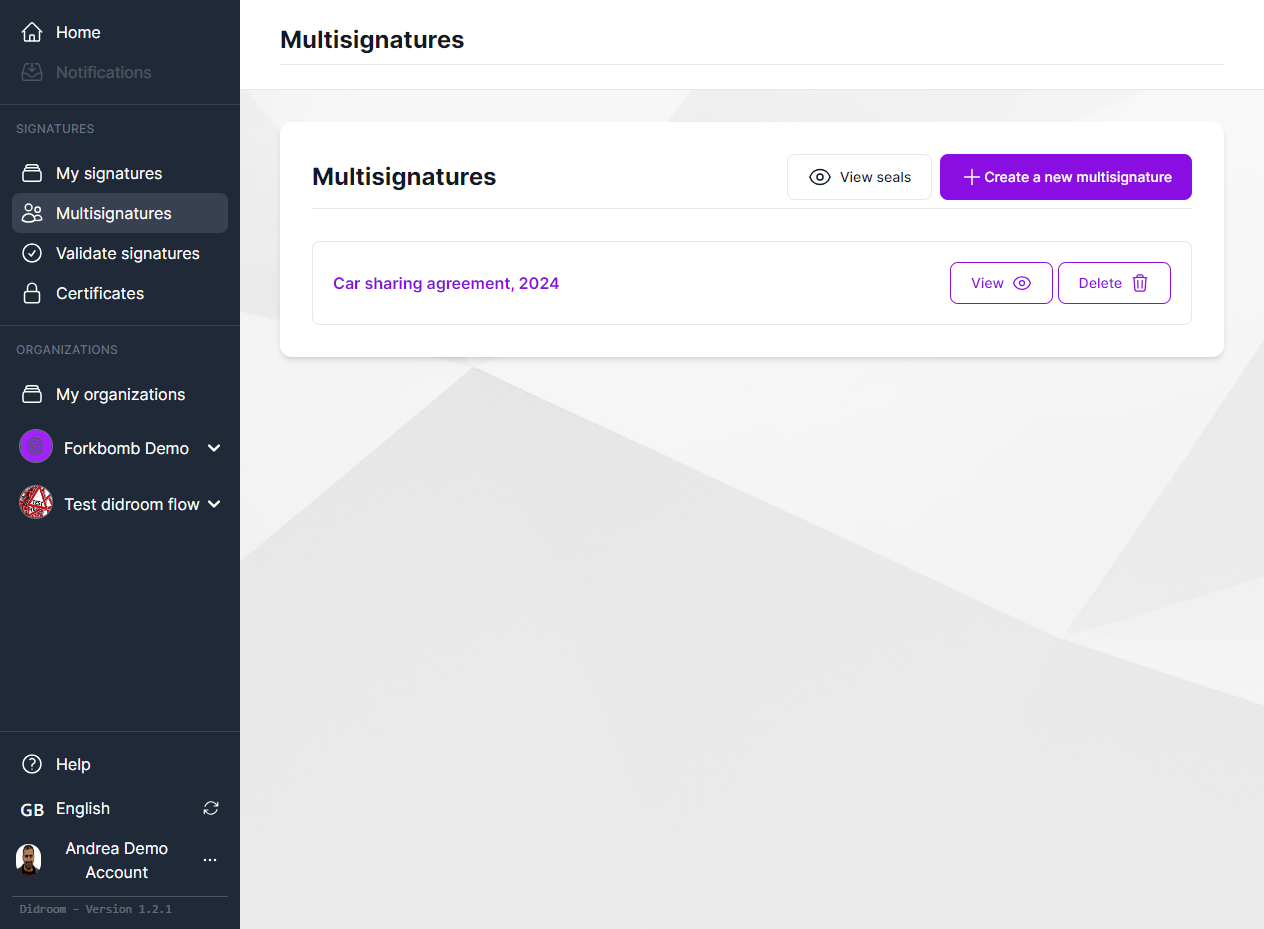 Home
Notifications
SIGNATURES
My signatures
Multisignatures
Validate signatures
Certificates
ORGANIZATIONS
My organizations
Forkbomb Demo
Test didroom flow
Help
GB English
Andrea Demo
Account
Didroom – Version 1.2.1
Multisignatures
Multisignatures
View seals
Create a new multisignature
Car sharing agreement, 2024
View
Delete